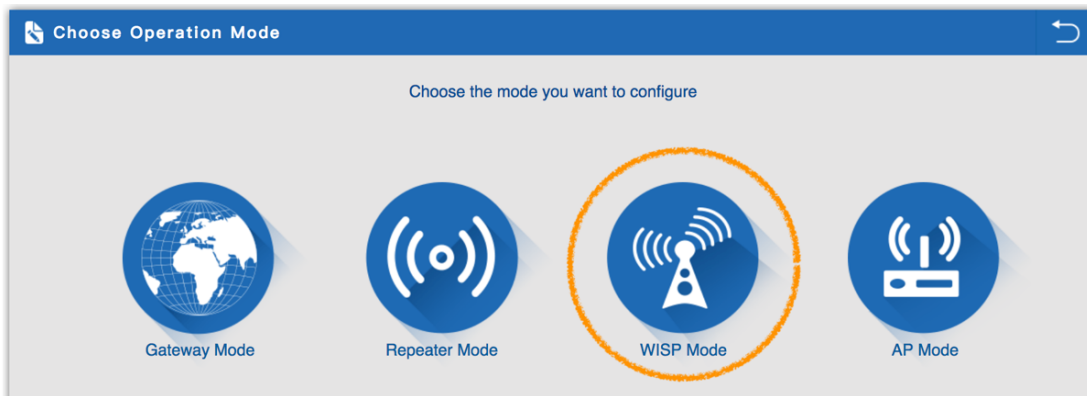 Choose Operation Mode
Choose the mode you want to configure
Gateway Mode
Repeater Mode
WISP Mode
AP Mode